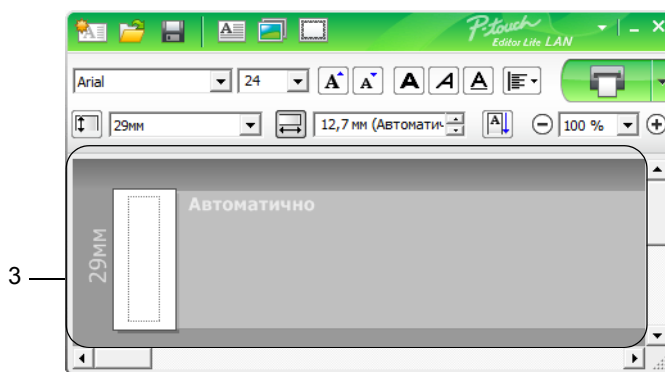 P-touch
Editor Lite LAN
Arial 24 A A A A A
29мм 12,7 мм (Автоматич A 100 %
Автоматично
29мм
3